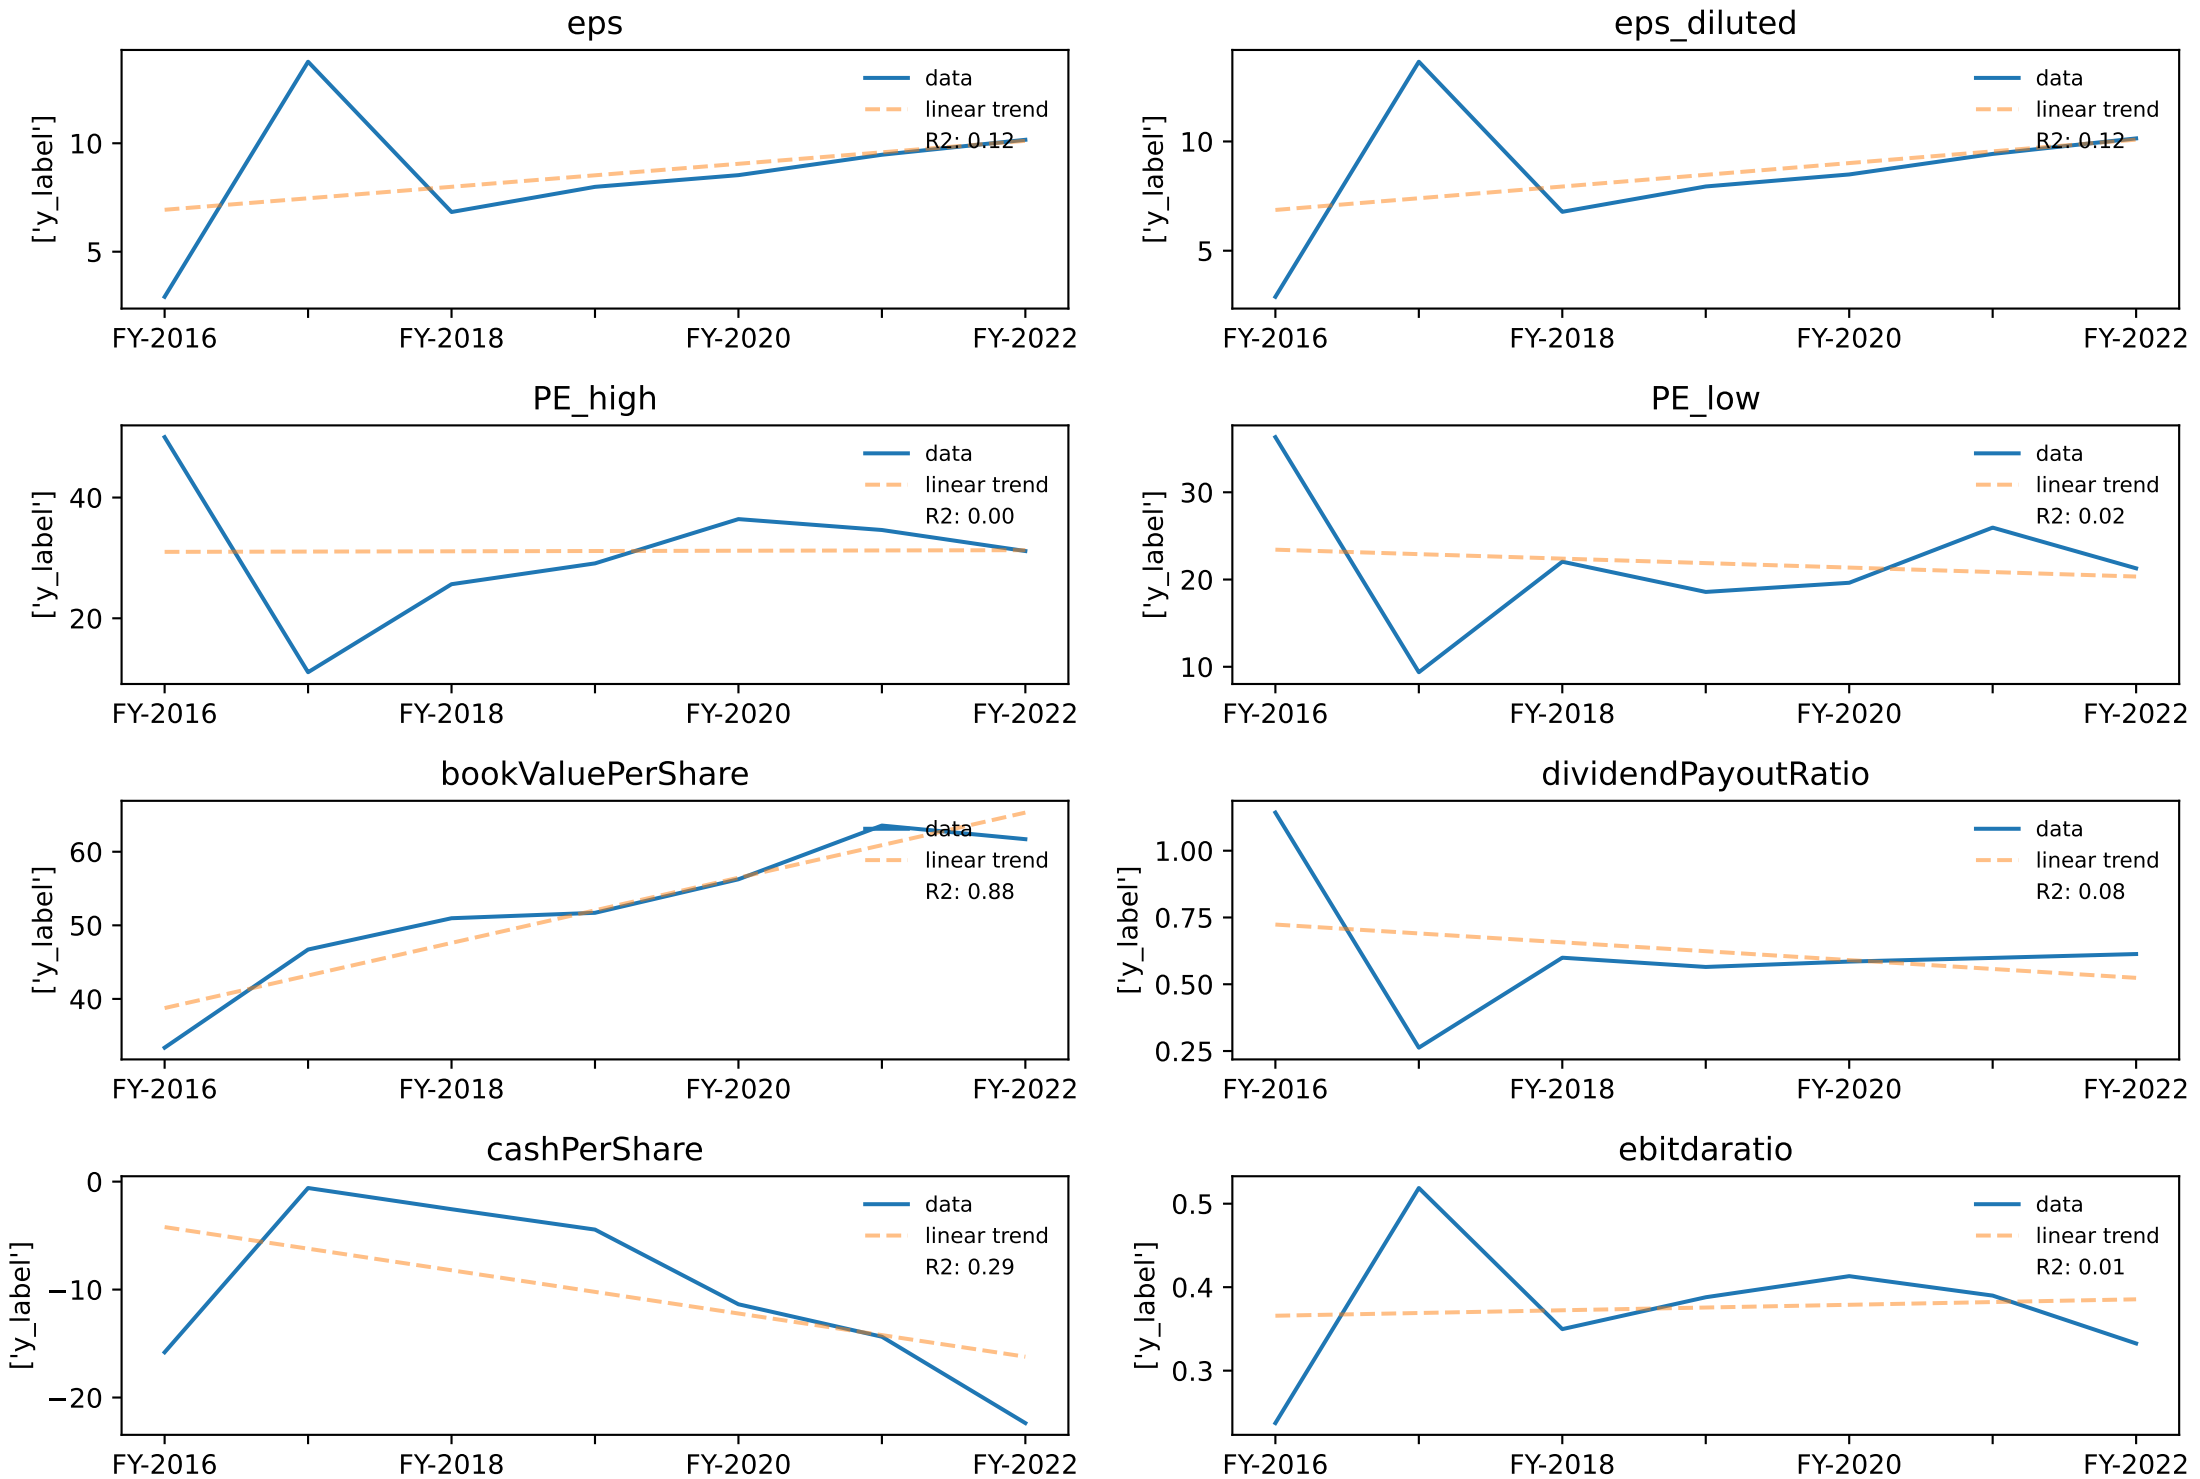 eps
['y_label']
10
5
data
linear trend
R2: 0.12
FY-2016 FY-2018 FY-2020 FY-2022
eps_diluted
['y_label']
10
5
data
linear trend
R2: 0.12
FY-2016 FY-2018 FY-2020 FY-2022
PE_high
['y_label']
40
20
data
linear trend
R2: 0.00
FY-2016 FY-2018 FY-2020 FY-2022
PE_low
['y_label']
30
20
10
data
linear trend
R2: 0.02
FY-2016 FY-2018 FY-2020 FY-2022
bookValuePerShare
['y_label']
60
50
40
data
linear trend
R2: 0.88
FY-2016 FY-2018 FY-2020 FY-2022
dividendPayoutRatio
['y_label']
1.00
0.75
0.50
0.25
data
linear trend
R2: 0.08
FY-2016 FY-2018 FY-2020 FY-2022
cashPerShare
['y_label']
0
−10
−20
data
linear trend
R2: 0.29
FY-2016 FY-2018 FY-2020 FY-2022
ebitdaratio
['y_label']
0.5
0.4
0.3
data
linear trend
R2: 0.01
FY-2016 FY-2018 FY-2020 FY-2022